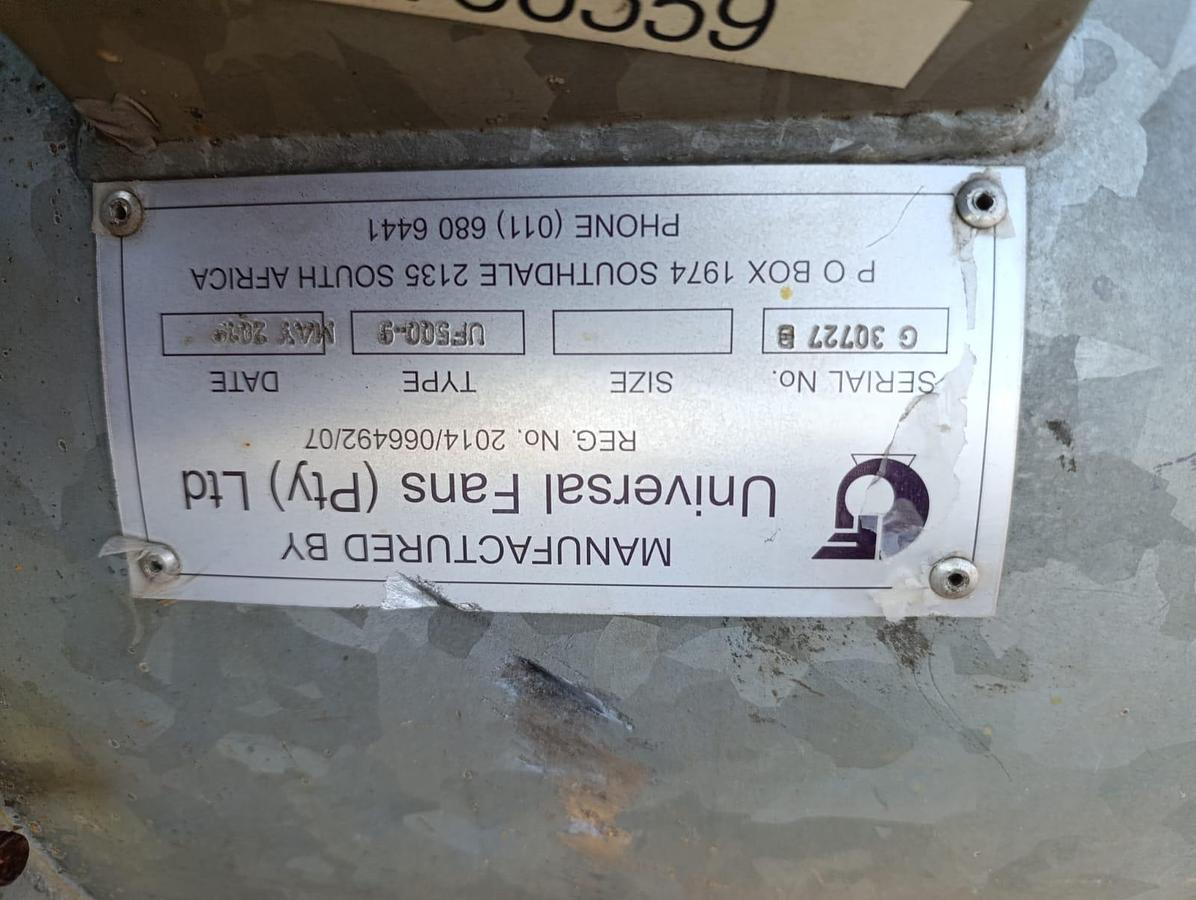 MANUFACTURED BY
Universal Fans (Pty) Ltd
REG. No. 2014/066492/07
SERIAL No. SIZE TYPE DATE
G 30727 B UF500-9 MAY
P O BOX 1974 SOUTHDALE 2135 SOUTH AFRICA
PHONE (011) 680 6441